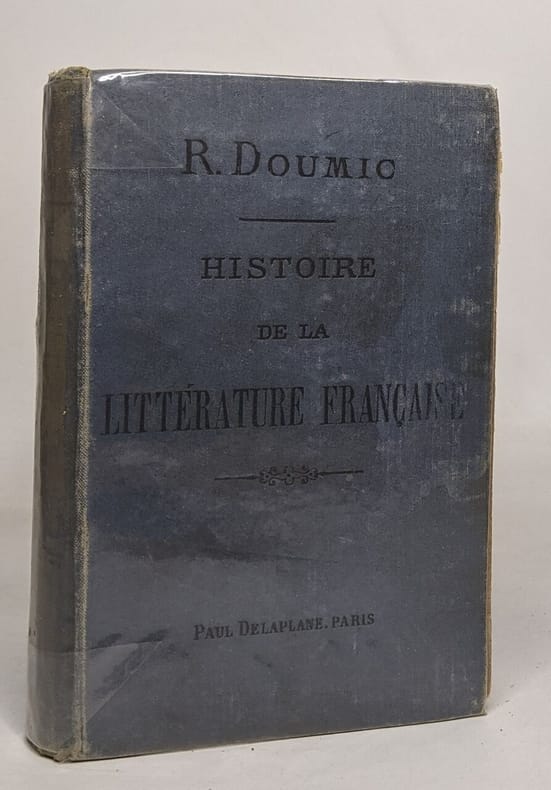 R. DOUMIC
HISTOIRE
DE LA
LITTÉRATURE FRANÇAISE
PAUL DELAPLANE. PARIS